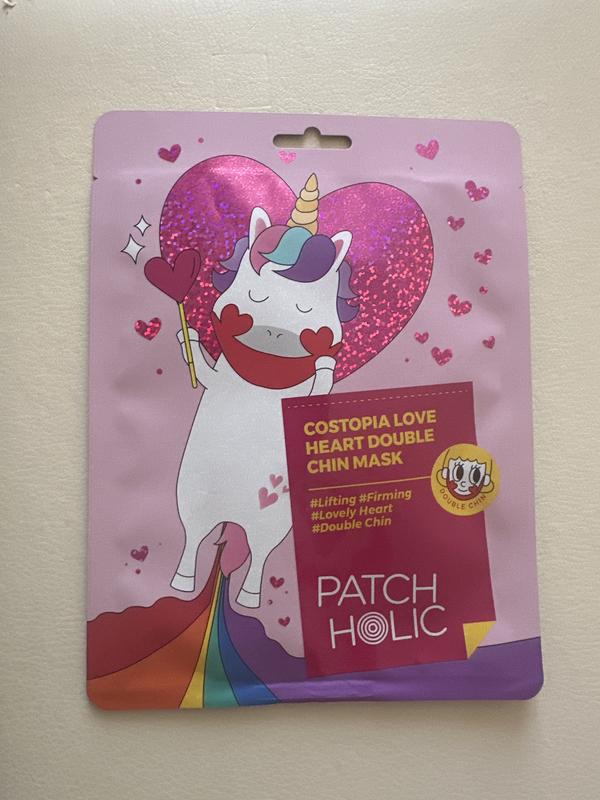 COSTOPIA LOVE
HEART DOUBLE
CHIN MASK
#Lifting #Firming
#Lovely Heart
#Double Chin
DOUBLE CHIN
PATCH
HOLIC